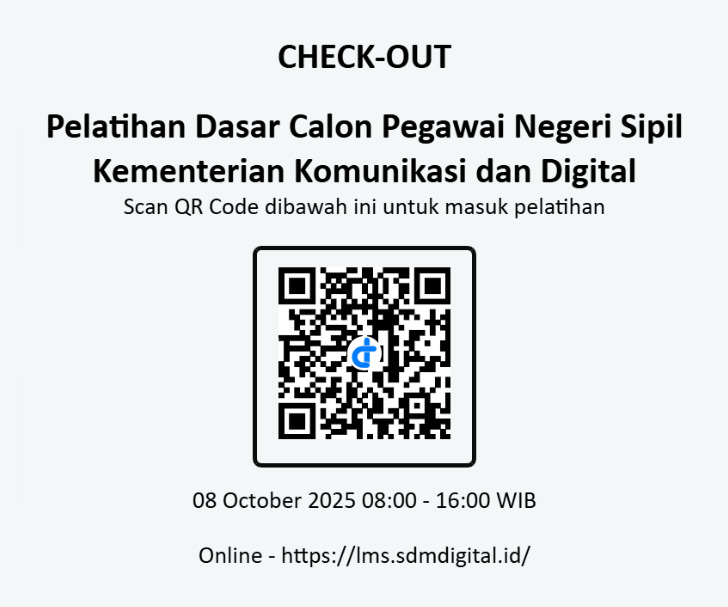 CHECK-OUT
Pelatihan Dasar Calon Pegawai Negeri Sipil
Kementerian Komunikasi dan Digital
Scan QR Code dibawah ini untuk masuk pelatihan
08 October 2025 08:00 - 16:00 WIB
Online - https://lms.sdmdigital.id/